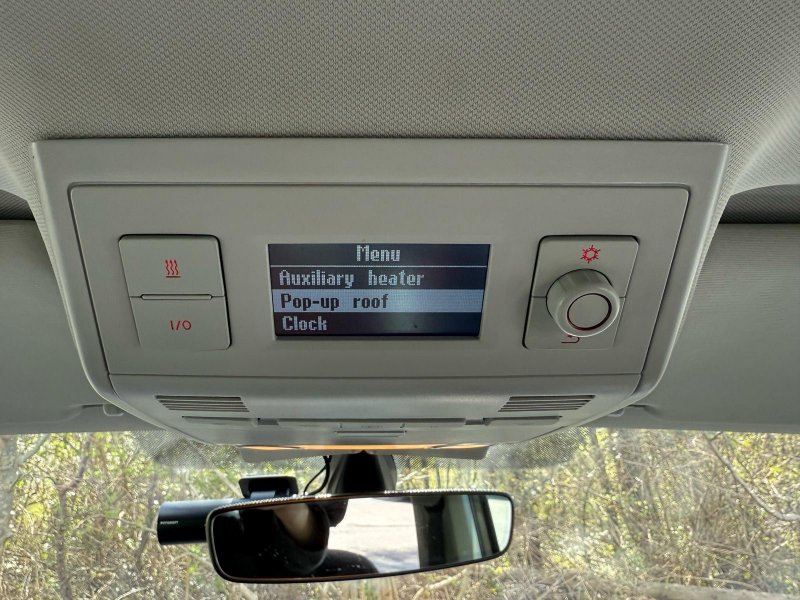 Menu
Auxiliary heater
Pop-up roof
Clock
I/O